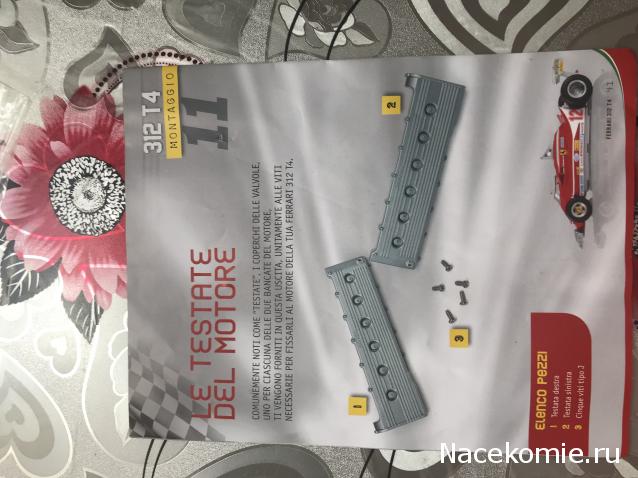 312 T4
MONTAGGIO
11
LE TESTATE
DEL MOTORE
COMUNEMENTE NOTI COME "TESTATE", I COPERCHI DELLE VALVOLE,
UNO PER CIASCUNA DELLE DUE BANCATE DEL MOTORE,
TI VENGONO FORNITI IN QUESTA USCITA, UNITAMENTE ALLE VITI
NECESSARIE PER FISSARLI AL MOTORE DELLA TUA FERRARI 312 T4.
2
1
3
ELENCO PEZZI
1 Testata destra
2 Testata sinistra
3 Cinque viti tipo J
12
FERRARI 312 T4
Nacekomie.ru